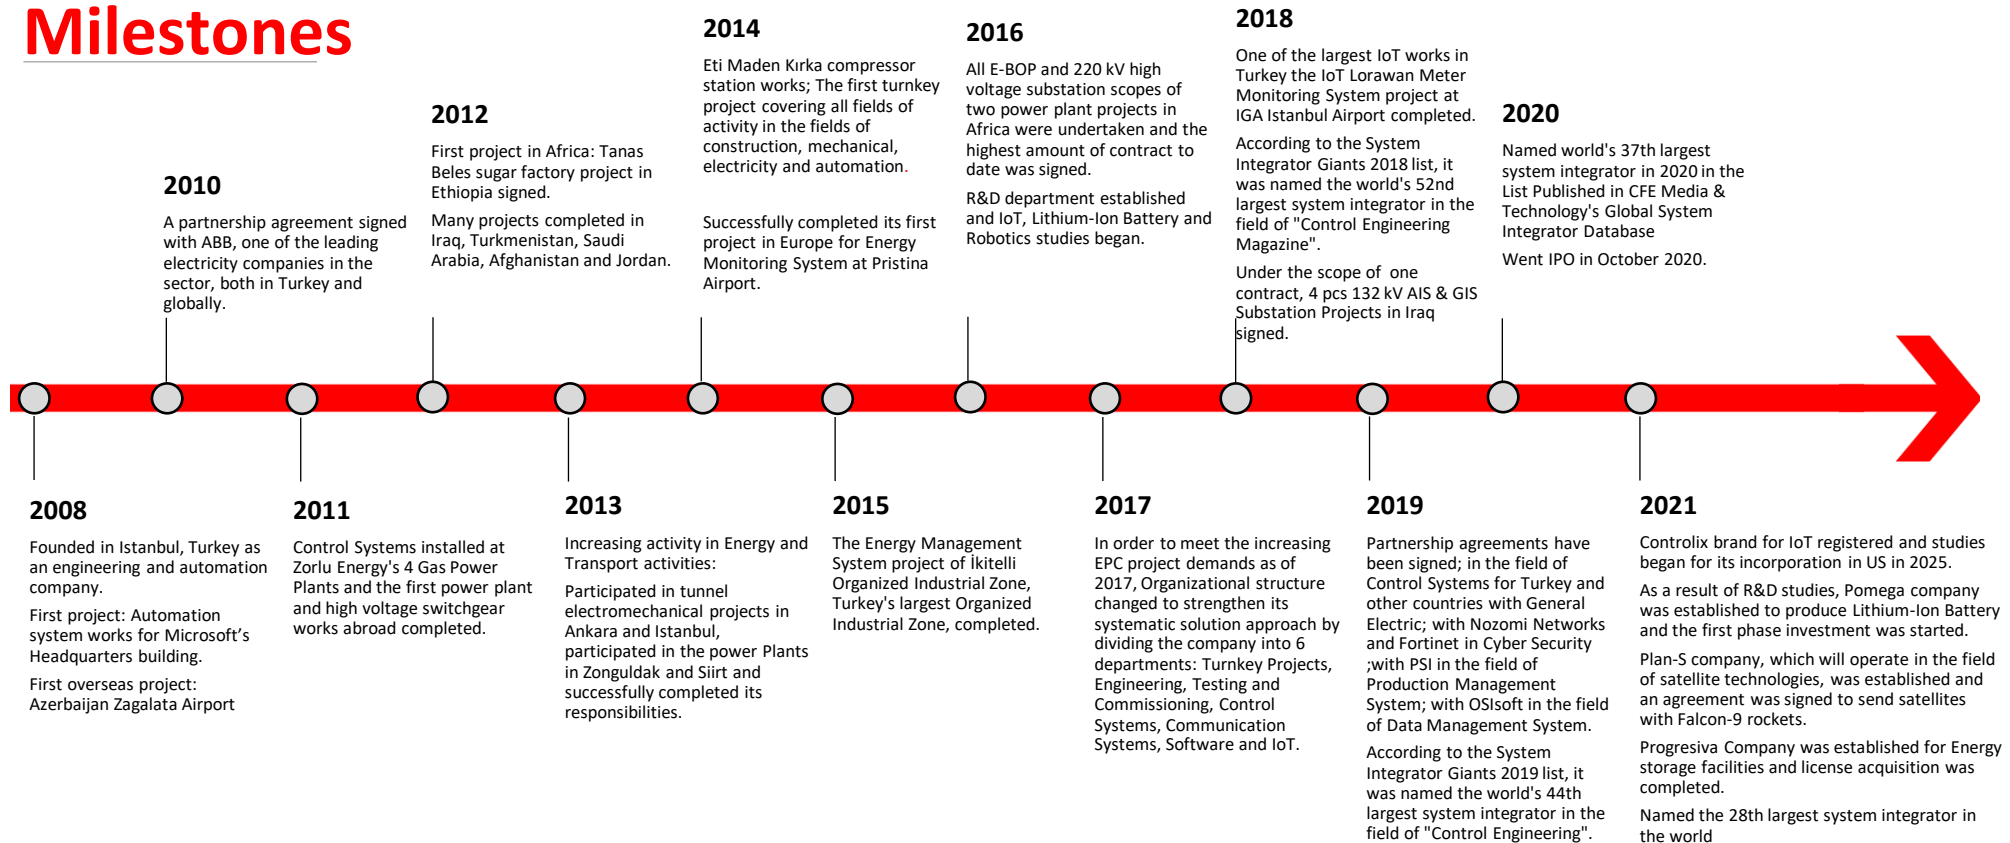 Milestones
2008
Founded in Istanbul, Turkey as
an engineering and automation
company.
First project: Automation
system works for Microsoft’s
Headquarters building.
First overseas project:
Azerbaijan Zagalata Airport
2010
A partnership agreement signed
with ABB, one of the leading
electricity companies in the
sector, both in Turkey and
globally.
2011
Control Systems installed at
Zorlu Energy's 4 Gas Power
Plants and the first power plant
and high voltage switchgear
works abroad completed.
2012
First project in Africa: Tanas
Beles sugar factory project in
Ethiopia signed.
Many projects completed in
Iraq, Turkmenistan, Saudi
Arabia, Afghanistan and Jordan.
2013
Increasing activity in Energy and
Transport activities:
Participated in tunnel
electromechanical projects in
Ankara and Istanbul,
participated in the power Plants
in Zonguldak and Siirt and
successfully completed its
responsibilities.
2014
Eti Maden Kırka compressor
station works; The first turnkey
project covering all fields of
activity in the fields of
construction, mechanical,
electricity and automation.
Successfully completed its first
project in Europe for Energy
Monitoring System at Pristina
Airport.
2015
The Energy Management
System project of İkitelli
Organized Industrial Zone,
Turkey's largest Organized
Industrial Zone, completed.
2016
All E-BOP and 220 kV high
voltage substation scopes of
two power plant projects in
Africa were undertaken and the
highest amount of contract to
date was signed.
R&D department established
and IoT, Lithium-Ion Battery and
Robotics studies began.
2017
In order to meet the increasing
EPC project demands as of
2017, Organizational structure
changed to strengthen its
systematic solution approach by
dividing the company into 6
departments: Turnkey Projects,
Engineering, Testing and
Commissioning, Control
Systems, Communication
Systems, Software and IoT.
2018
One of the largest IoT works in
Turkey the IoT Lorawan Meter
Monitoring System project at
IGA Istanbul Airport completed.
According to the System
Integrator Giants 2018 list, it
was named the world's 52nd
largest system integrator in the
field of "Control Engineering
Magazine".
Under the scope of one
contract, 4 pcs 132 kV AIS & GIS
Substation Projects in Iraq
signed.
2019
Partnership agreements have
been signed; in the field of
Control Systems for Turkey and
other countries with General
Electric; with Nozomi Networks
and Fortinet in Cyber Security
;with PSI in the field of
Production Management
System; with OSIsoft in the field
of Data Management System.
According to the System
Integrator Giants 2019 list, it
was named the world's 44th
largest system integrator in the
field of "Control Engineering".
2020
Named world's 37th largest
system integrator in 2020 in the
List Published in CFE Media &
Technology's Global System
Integrator Database
Went IPO in October 2020.
2021
Controlix brand for IoT registered and studies
began for its incorporation in US in 2025.
As a result of R&D studies, Pomega company
was established to produce Lithium-Ion Battery
and the first phase investment was started.
Plan-S company, which will operate in the field
of satellite technologies, was established and
an agreement was signed to send satellites
with Falcon-9 rockets.
Progresiva Company was established for Energy
storage facilities and license acquisition was
completed.
Named the 28th largest system integrator in
the world